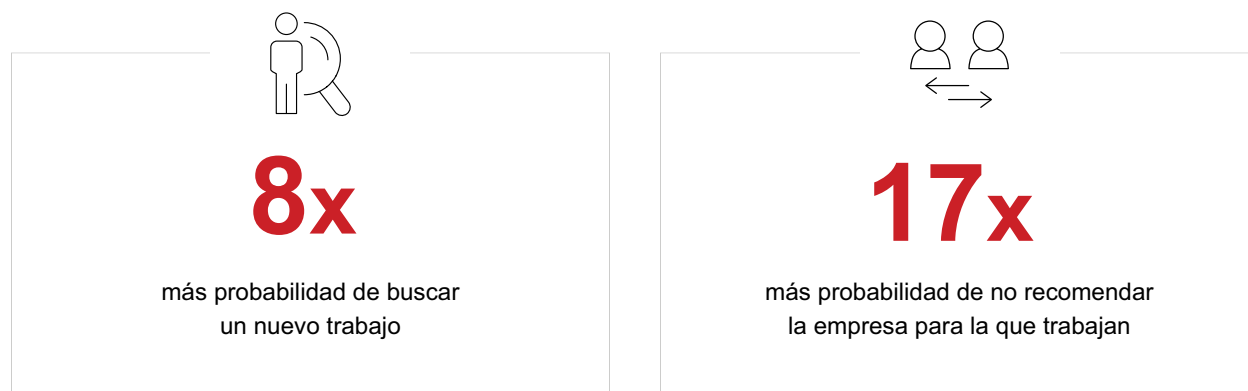 8x
más probabilidad de buscar
un nuevo trabajo
17x
más probabilidad de no recomendar
la empresa para la que trabajan